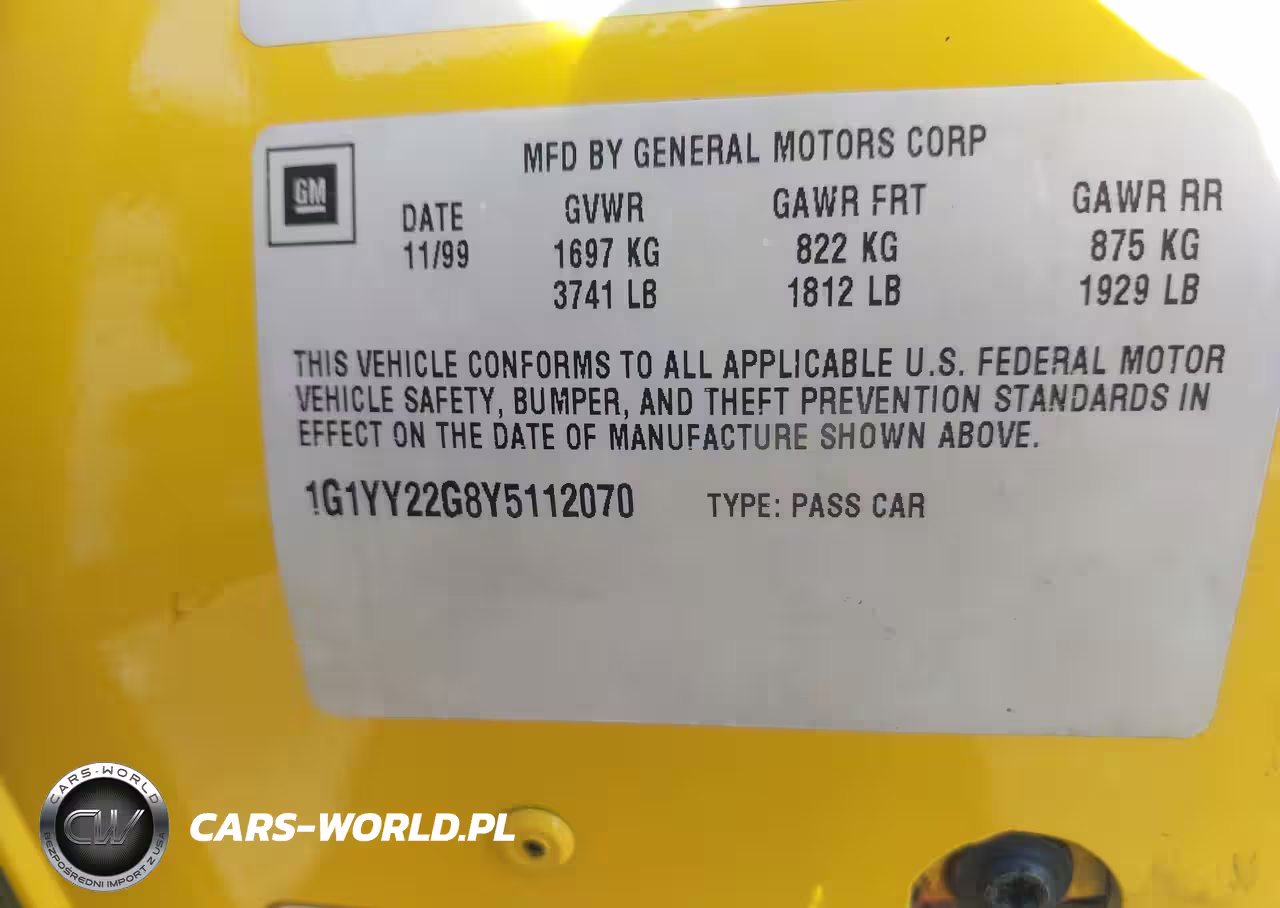 MFD BY GENERAL MOTORS CORP
GM
DATE GVWR GAWR FRT GAWR RR
11/99 1697 KG 822 KG 875 KG
3741 LB 1812 LB 1929 LB
THIS VEHICLE CONFORMS TO ALL APPLICABLE U.S. FEDERAL MOTOR
VEHICLE SAFETY, BUMPER, AND THEFT PREVENTION STANDARDS IN
EFFECT ON THE DATE OF MANUFACTURE SHOWN ABOVE.
1G1YY22G8Y5112070 TYPE: PASS CAR
CARS-WORLD
CW
BEZPOŚREDNI IMPORT Z USA
CARS-WORLD.PL